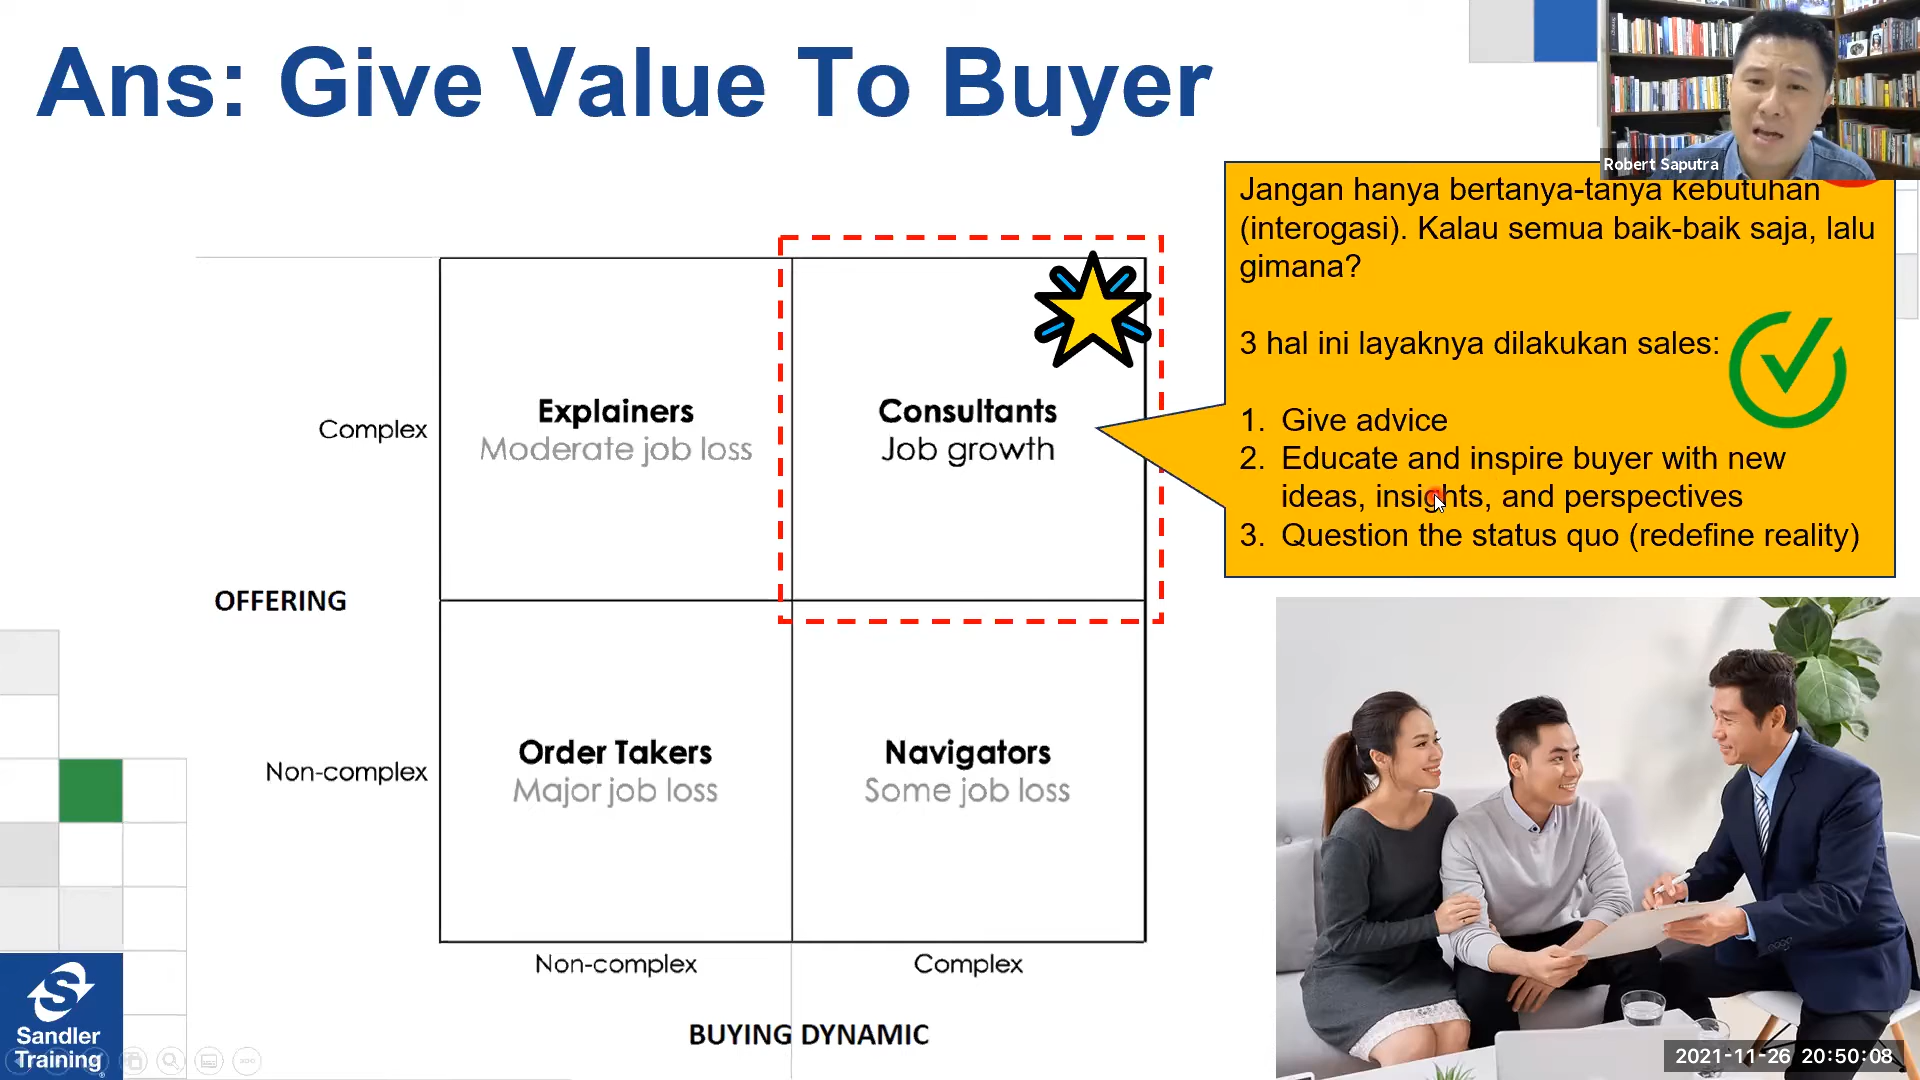 Ans: Give Value To Buyer
Robert Saputra
Jangan hanya bertanya-tanya kebutuhan
(interogasi). Kalau semua baik-baik saja, lalu
gimana?
3 hal ini layaknya dilakukan sales:
1. Give advice
2. Educate and inspire buyer with new
ideas, insights, and perspectives
3. Question the status quo (redefine reality)
Explainers
Moderate job loss
Consultants
Job growth
Complex
OFFERING
Order Takers
Major job loss
Navigators
Some job loss
Non-complex
Non-complex
Complex
BUYING DYNAMIC
Sandler
Training
2021-11-26 20:50:08